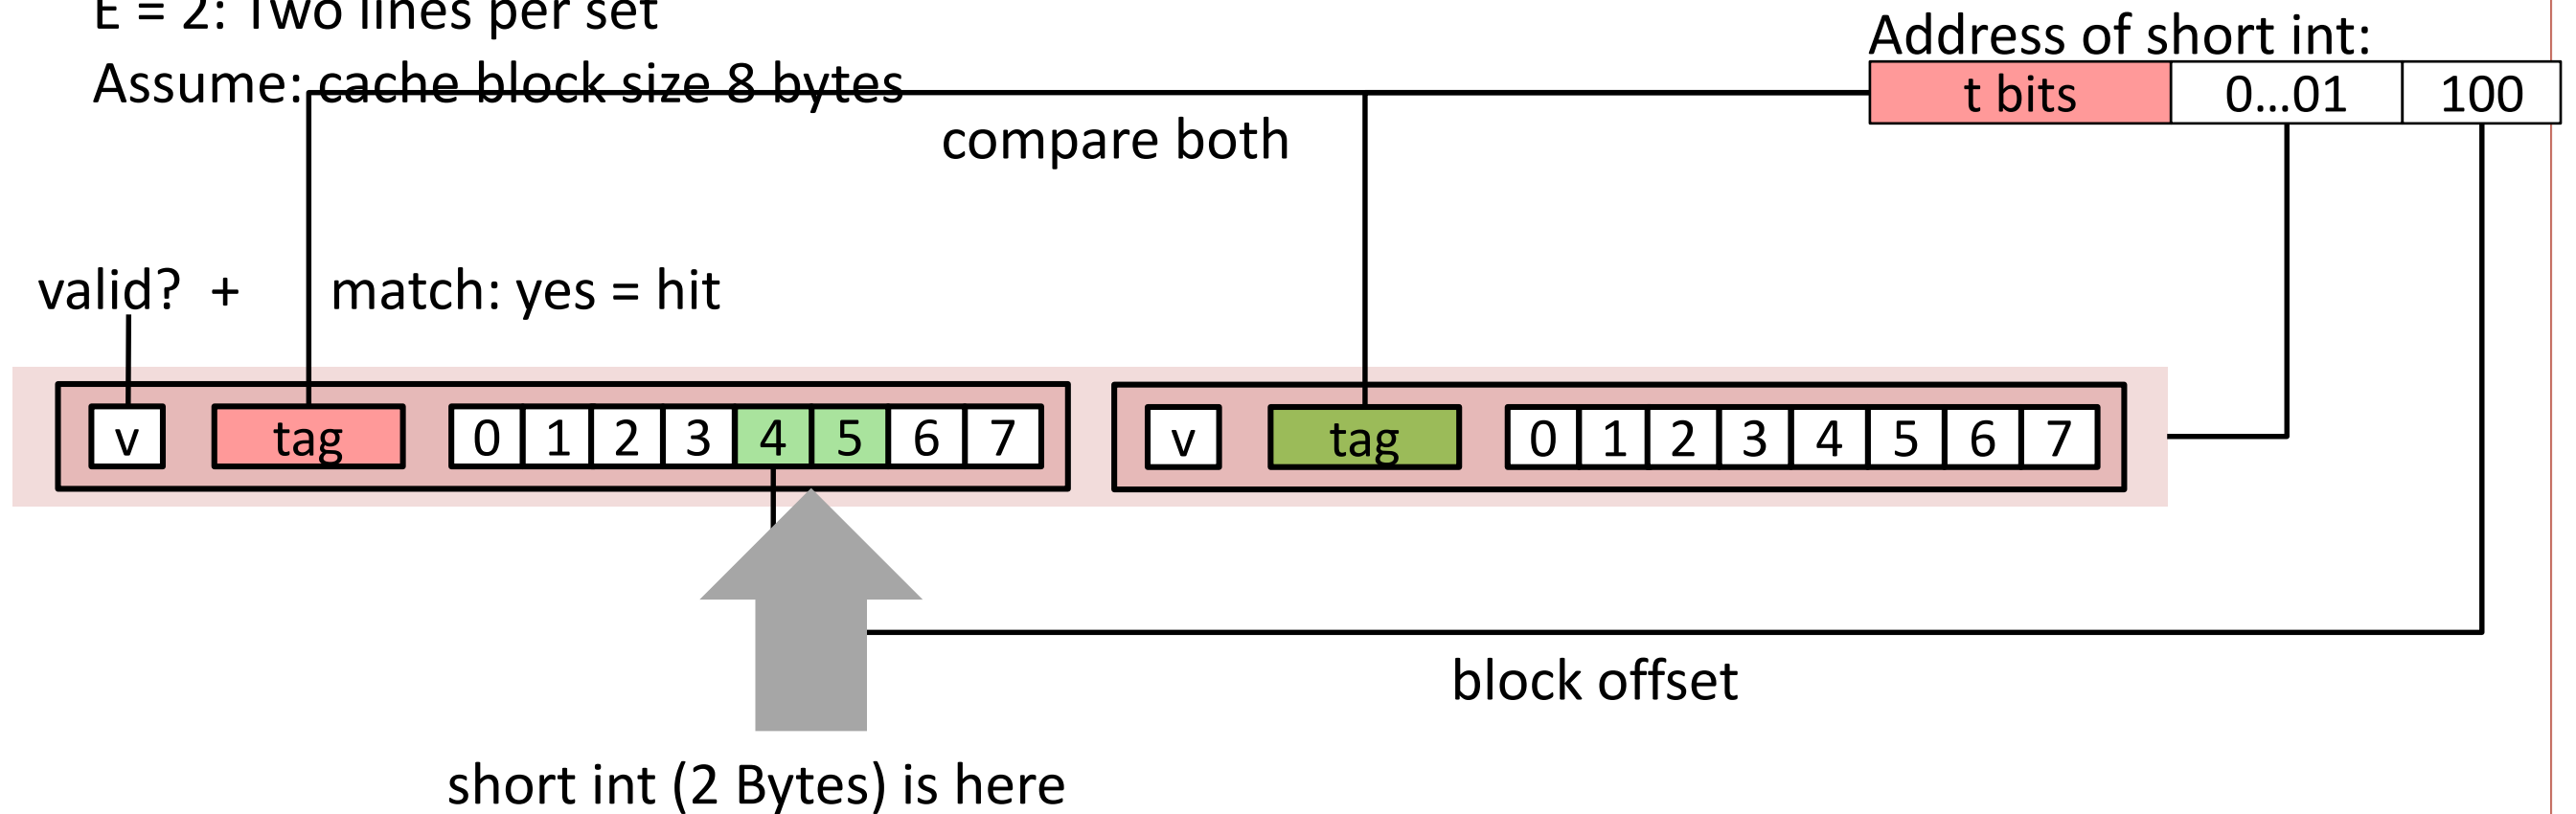 E = 2: Two lines per set
Assume: cache block size 8 bytes
Address of short int:
t bits 0...01 100
compare both
valid? + match: yes = hit
v tag 0 1 2 3 4 5 6 7 v tag 0 1 2 3 4 5 6 7
block offset
short int (2 Bytes) is here